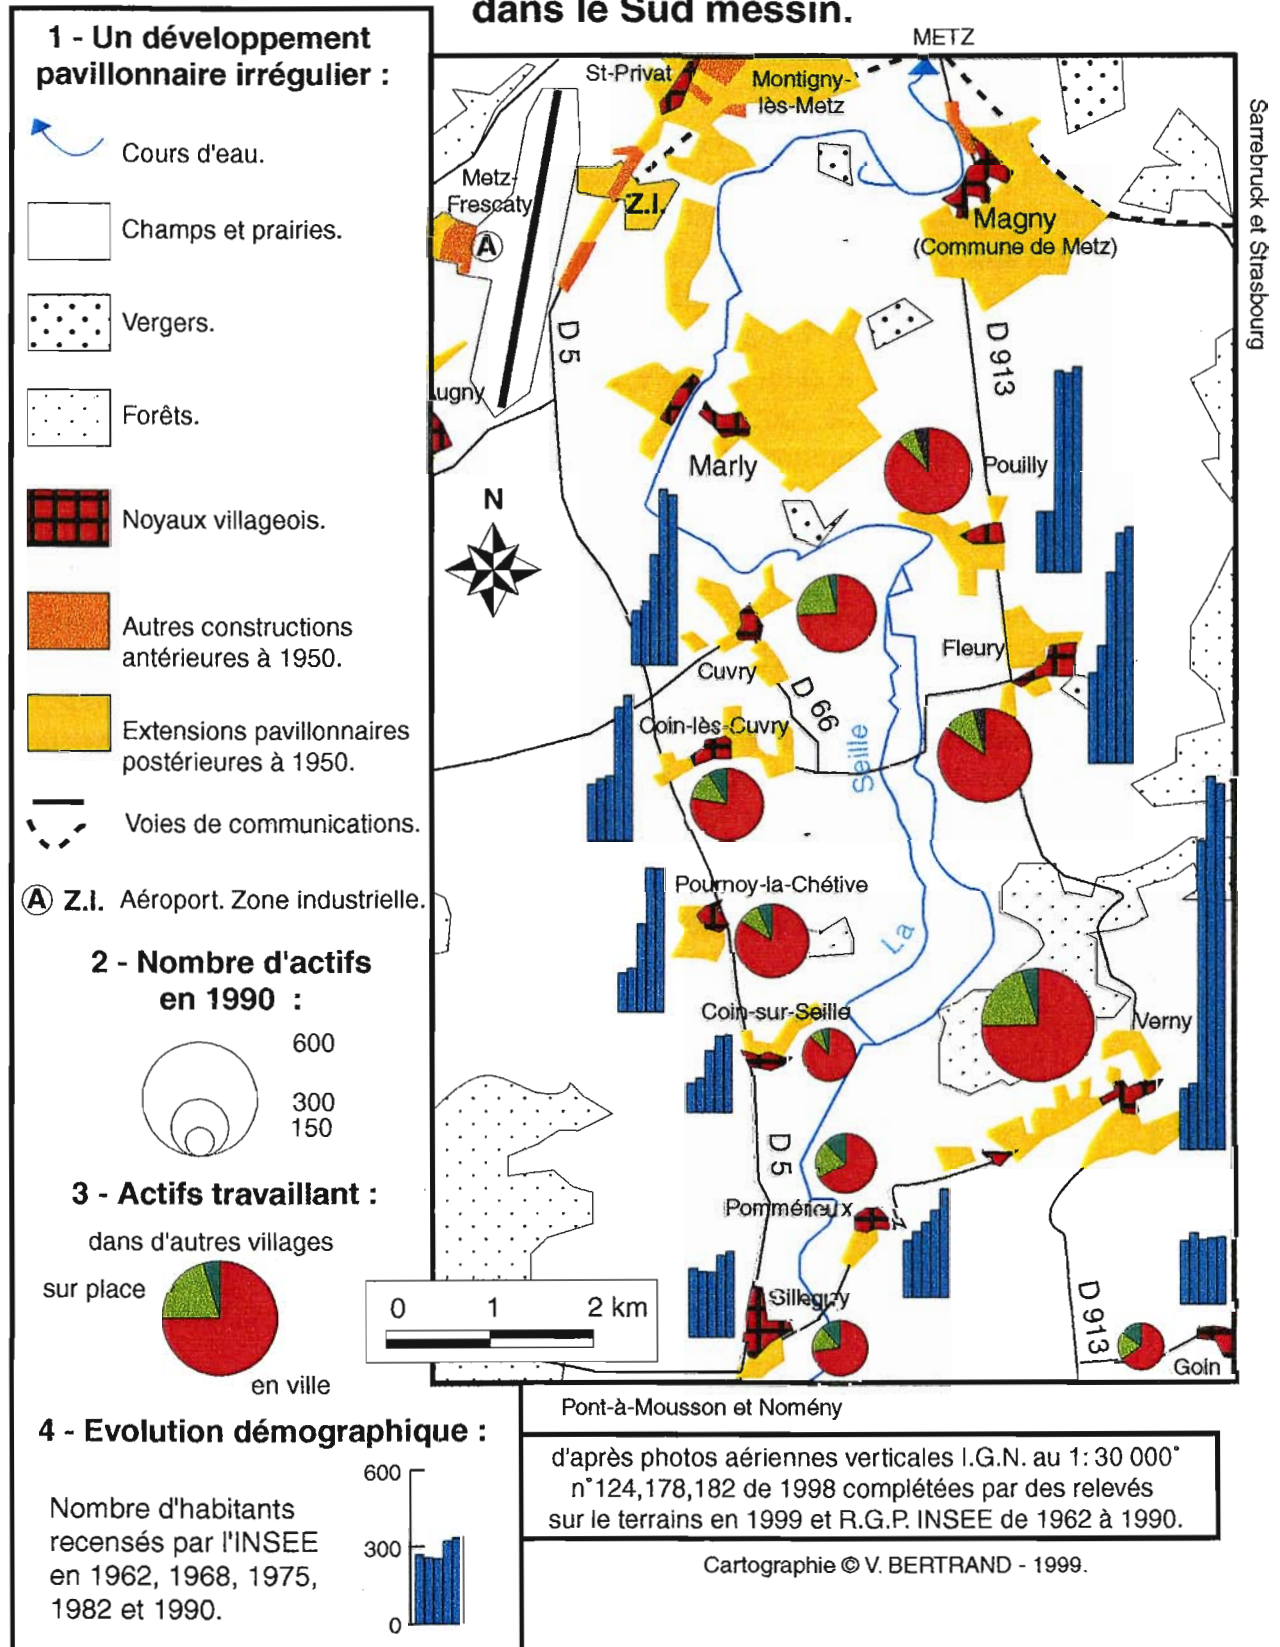 dans le Sud messin.
1 - Un développement
pavillonnaire irrégulier :
Cours d'eau.
Champs et prairies.
Vergers.
Forêts.
Noyaux villageois.
Autres constructions
antérieures à 1950.
Extensions pavillonnaires
postérieures à 1950.
Voies de communications.
A Z.I. Aéroport. Zone industrielle.
2 - Nombre d'actifs
en 1990 :
600
300
150
3 - Actifs travaillant :
dans d'autres villages
sur place
en ville
4 - Evolution démographique :
Nombre d'habitants
recensés par l'INSEE
en 1962, 1968, 1975,
1982 et 1990.
600
300
0
METZ
St-Privat
Montigny-
lès-Metz
Metz-
Frescaty
A
Z.I.
Magny
(Commune de Metz)
Sarrebruck et Strasbourg
D 5
D 913
ugny
Marly
Pouilly
N
Cuvry
Fleury
D 66
Coin-lès-Cuvry
Seille
La
Pournoy-la-Chétive
Coin-sur-Seille
Verny
D 5
Pommérieux
Sillegny
D 913
Goin
0 1 2 km
Pont-à-Mousson et Nomény
d'après photos aériennes verticales I.G.N. au 1: 30 000°
n°124,178,182 de 1998 complétées par des relevés
sur le terrains en 1999 et R.G.P. INSEE de 1962 à 1990.
Cartographie © V. BERTRAND - 1999.